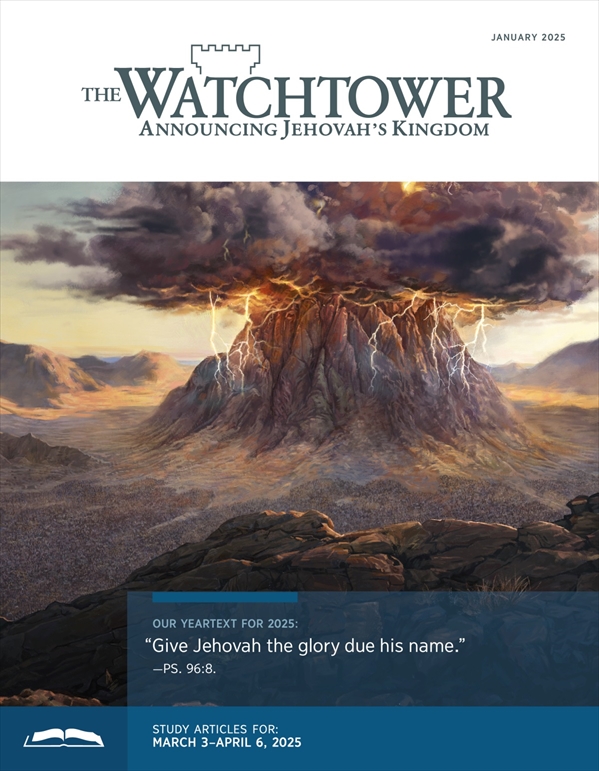 JANUARY 2025
THE WATCHTOWER
ANNOUNCING JEHOVAH'S KINGDOM
OUR YEARTEXT FOR 2025:
“Give Jehovah the glory due his name.”
—PS. 96:8.
STUDY ARTICLES FOR:
MARCH 3–APRIL 6, 2025